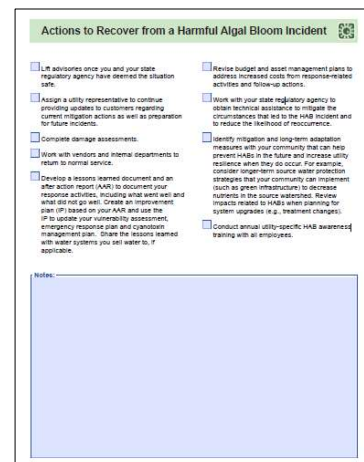 Actions to Recover from a Harmful Algal Bloom Incident
Lift advisories once you and your state
regulatory agency have deemed the situation
safe.
Assign a utility representative to continue
providing updates to customers regarding
current mitigation actions as well as preparation
for future incidents.
Complete damage assessments.
Work with vendors and internal departments to
return to normal service.
Develop a lessons learned document and an
after action report (AAR) to document your
response activities, including what went well and
what did not go well. Create an improvement
plan (IP) based on your AAR and use the
IP to update your vulnerability assessment,
emergency response plan and cyanotoxin
management plan. Share the lessons learned
with water systems you sell water to, if
applicable.
Revise budget and asset management plans to
address increased costs from response-related
activities and follow-up actions.
Work with your state regulatory agency to
obtain technical assistance to mitigate the
circumstances that led to the HAB incident and
to reduce the likelihood of reoccurrence.
Identify mitigation and long-term adaptation
measures with your community that can help
prevent HABs in the future and increase utility
resilience when they do occur. For example,
consider longer-term source water protection
strategies that your community can implement
(such as green infrastructure) to decrease
nutrients in the source watershed. Review
impacts related to HABs when planning for
system upgrades (e.g., treatment changes).
Conduct annual utility-specific HAB awareness
training with all employees.
Notes: